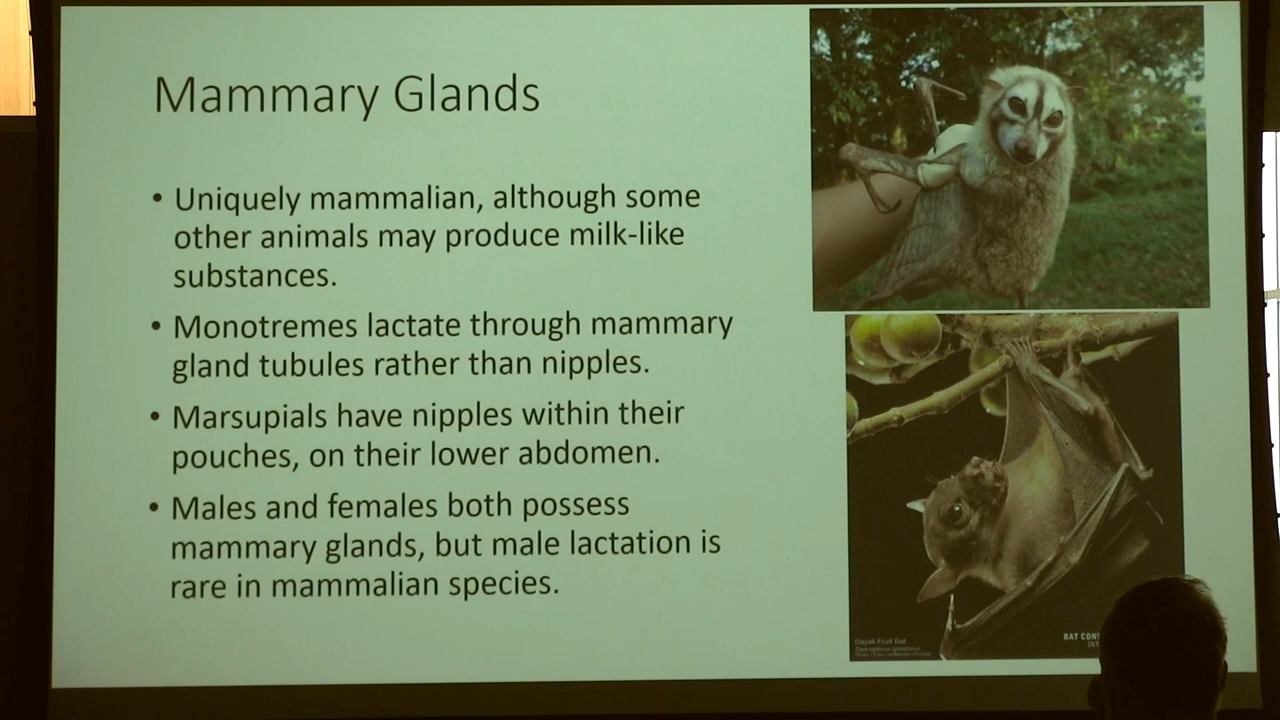 Mammary Glands
• Uniquely mammalian, although some
other animals may produce milk-like
substances.
• Monotremes lactate through mammary
gland tubules rather than nipples.
• Marsupials have nipples within their
pouches, on their lower abdomen.
• Males and females both possess
mammary glands, but male lactation is
rare in mammalian species.
Dayak Fruit Bat
BAT CON
INT